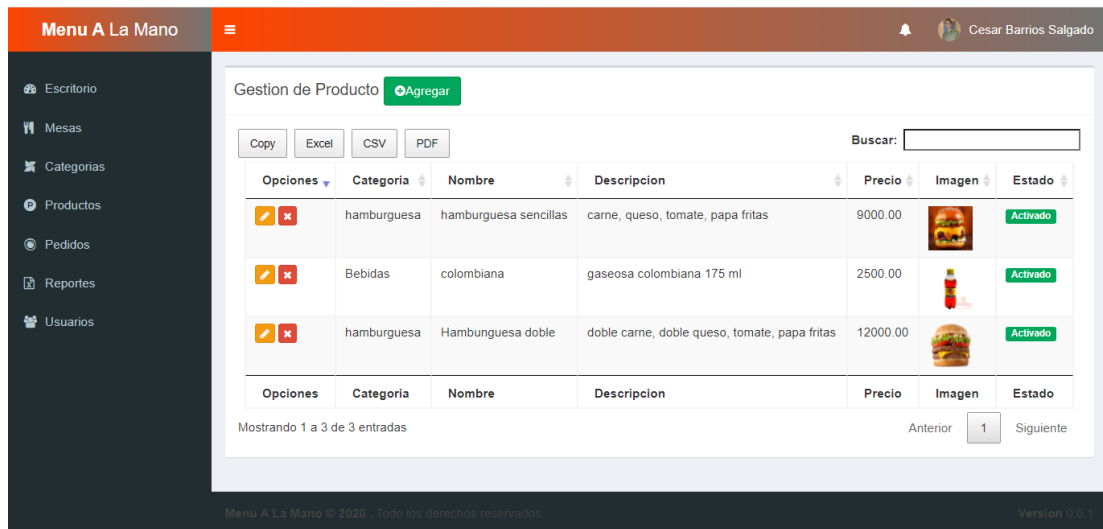 Menu A La Mano
Cesar Barrios Salgado
Escritorio
Mesas
Categorias
Productos
Pedidos
Reportes
Usuarios
Gestion de Producto Agregar
Copy Excel CSV PDF Buscar:
Opciones Categoria Nombre Descripcion Precio Imagen Estado
hamburguesa hamburguesa sencillas carne, queso, tomate, papa fritas 9000.00 Activado
Bebidas colombiana gaseosa colombiana 175 ml 2500.00 Activado
hamburguesa Hambunguesa doble doble carne, doble queso, tomate, papa fritas 12000.00 Activado
Opciones Categoria Nombre Descripcion Precio Imagen Estado
Mostrando 1 a 3 de 3 entradas Anterior 1 Siguiente
Menu A La Mano © 2020 . Todo los derechos reservados. Version 0.0.1